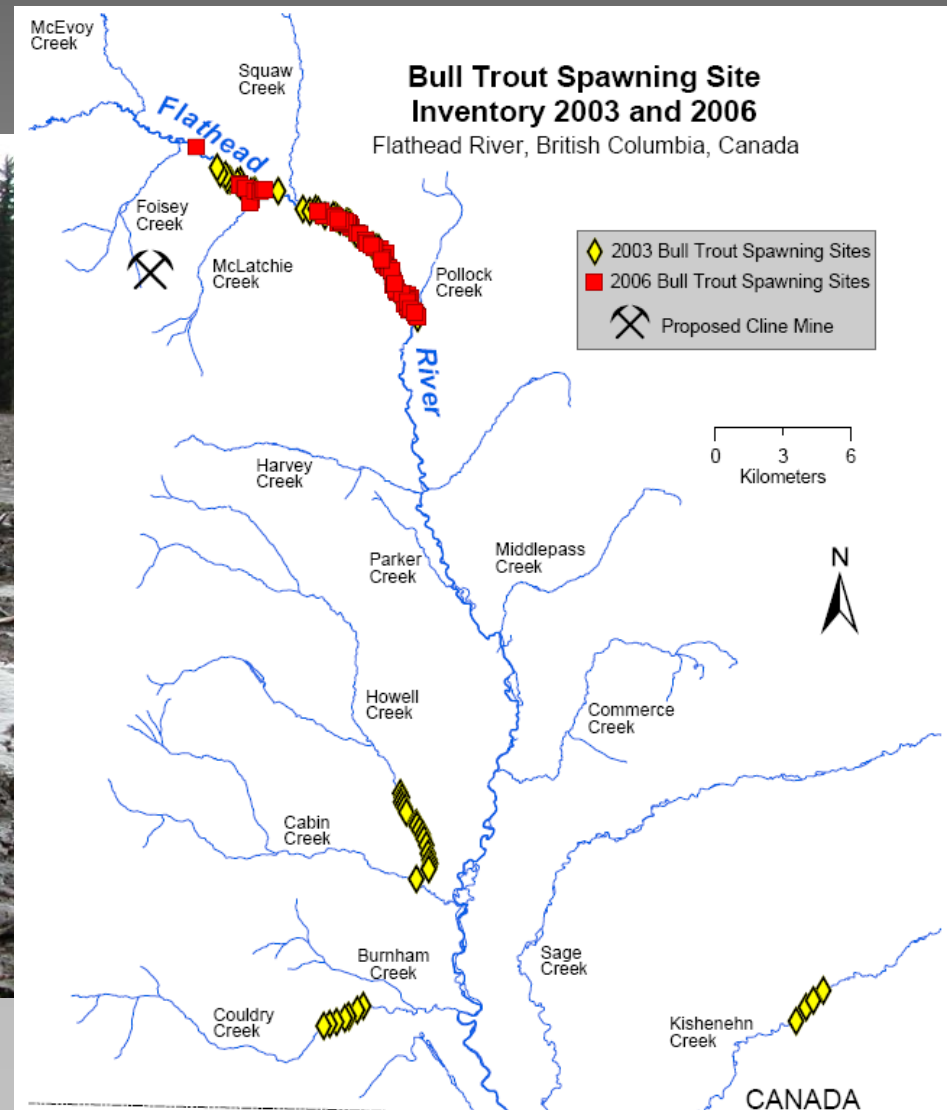 McEvoy
Creek
Squaw
Creek
Bull Trout Spawning Site
Inventory 2003 and 2006
Flathead River, British Columbia, Canada
Flathead
Foisey
Creek
McLatchie
Creek
Pollock
Creek
2003 Bull Trout Spawning Sites
2006 Bull Trout Spawning Sites
Proposed Cline Mine
River
0 3 6
Kilometers
Harvey
Creek
Parker
Creek
Middlepass
Creek
N
Howell
Creek
Commerce
Creek
Cabin
Creek
Burnham
Creek
Sage
Creek
Couldry
Creek
Kishenehn
Creek
CANADA